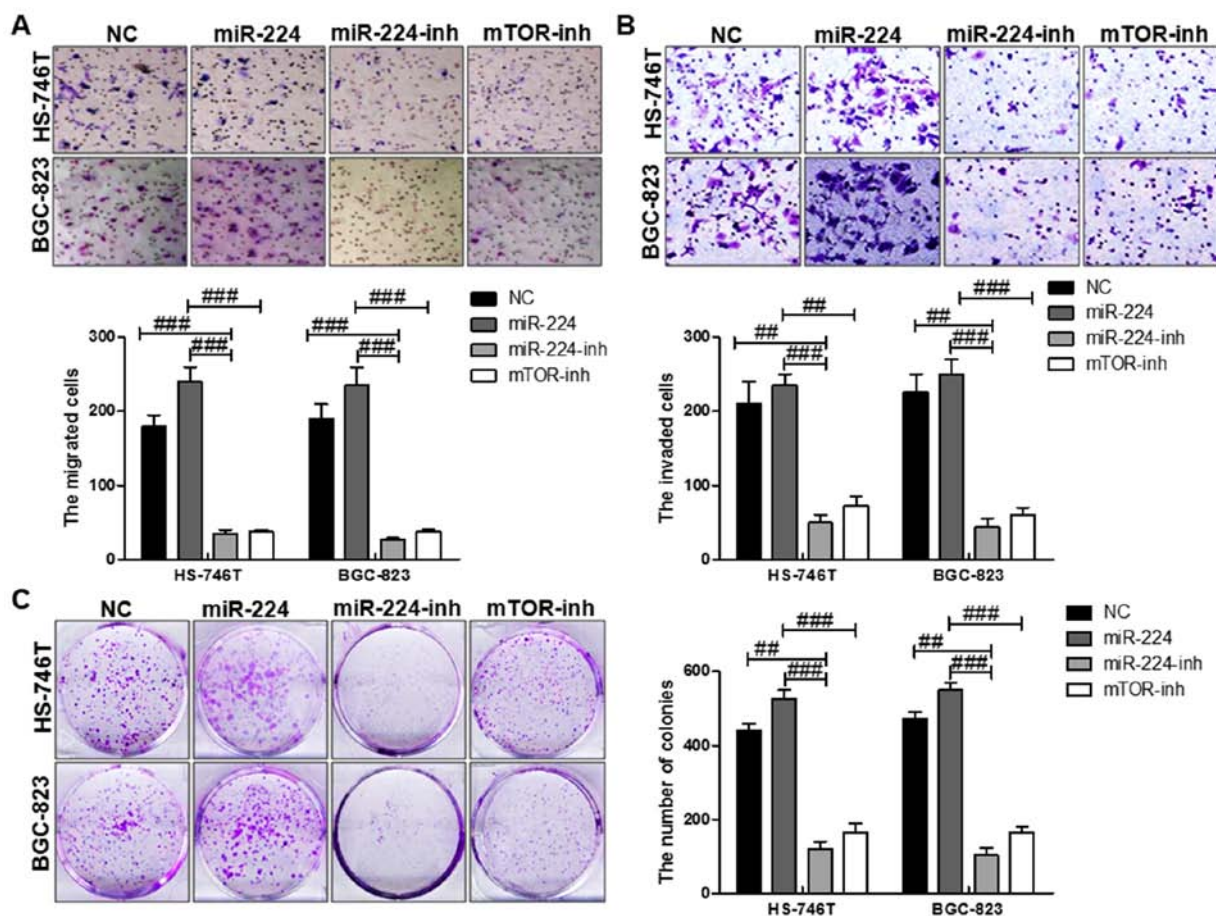 A
NC miR-224 miR-224-inh mTOR-inh
HS-746T
BGC-823
### ###
### ###
### ###
NC
miR-224
miR-224-inh
mTOR-inh
The migrated cells
300
200
100
0
HS-746T BGC-823
B
NC miR-224 miR-224-inh mTOR-inh
HS-746T
BGC-823
## ###
## ##
### ###
NC
miR-224
miR-224-inh
mTOR-inh
The invaded cells
300
200
100
0
HS-746T BGC-823
C
NC miR-224 miR-224-inh mTOR-inh
HS-746T
BGC-823
### ###
## ##
### ###
NC
miR-224
miR-224-inh
mTOR-inh
The number of colonies
600
400
200
0
HS-746T BGC-823